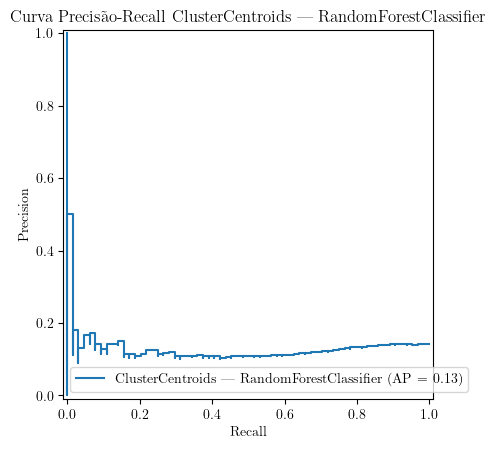 Curva Precisão-Recall ClusterCentroids — RandomForestClassifier
1.0
0.8
0.6
0.4
0.2
0.0
Precision
ClusterCentroids — RandomForestClassifier (AP = 0.13)
0.0 0.2 0.4 0.6 0.8 1.0
Recall